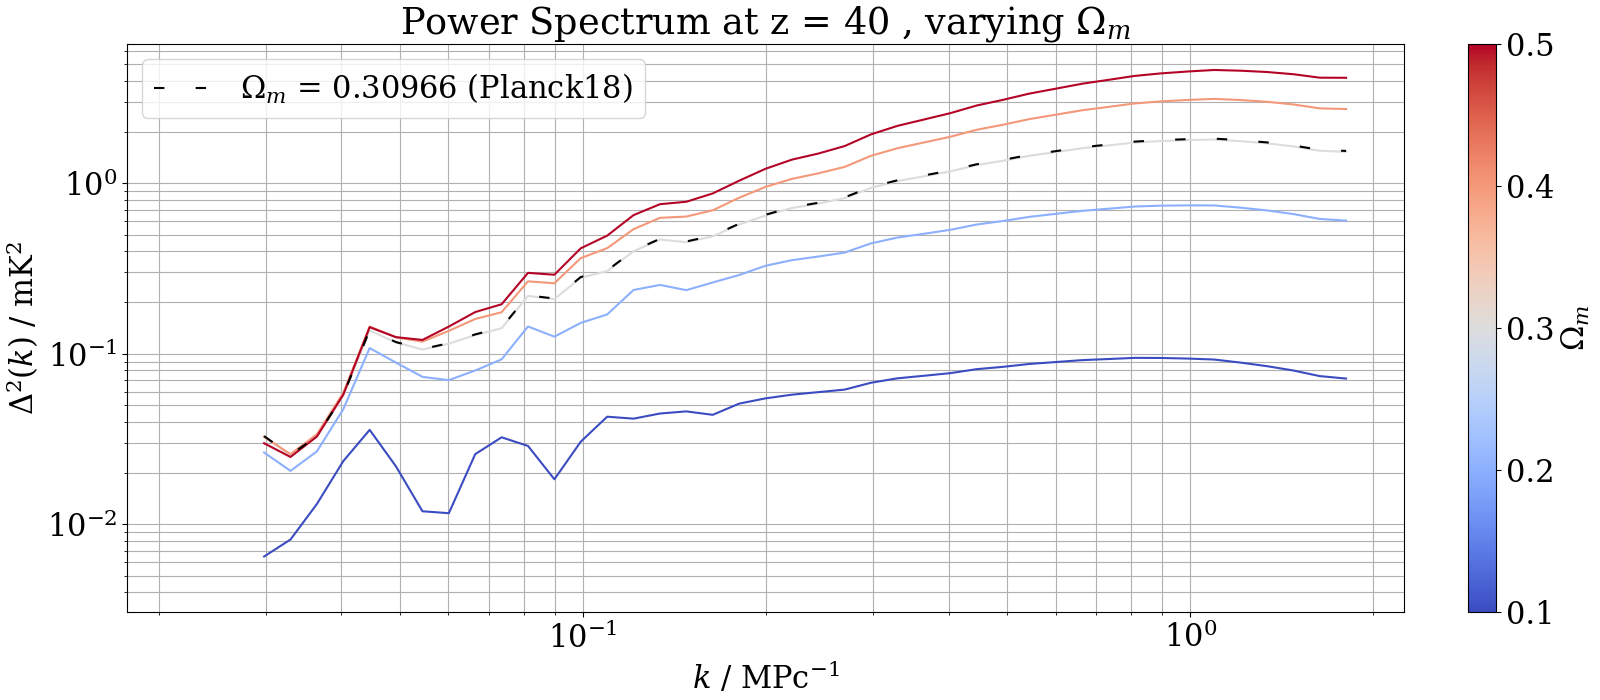 Power Spectrum at z = 40 , varying Ωₘ
Ωₘ = 0.30966 (Planck18)
Δ²(k) / mK²
10⁰
10⁻¹
10⁻²
10⁻¹
10⁰
k / MPc⁻¹
0.5
0.4
0.3
0.2
0.1
Ωₘ